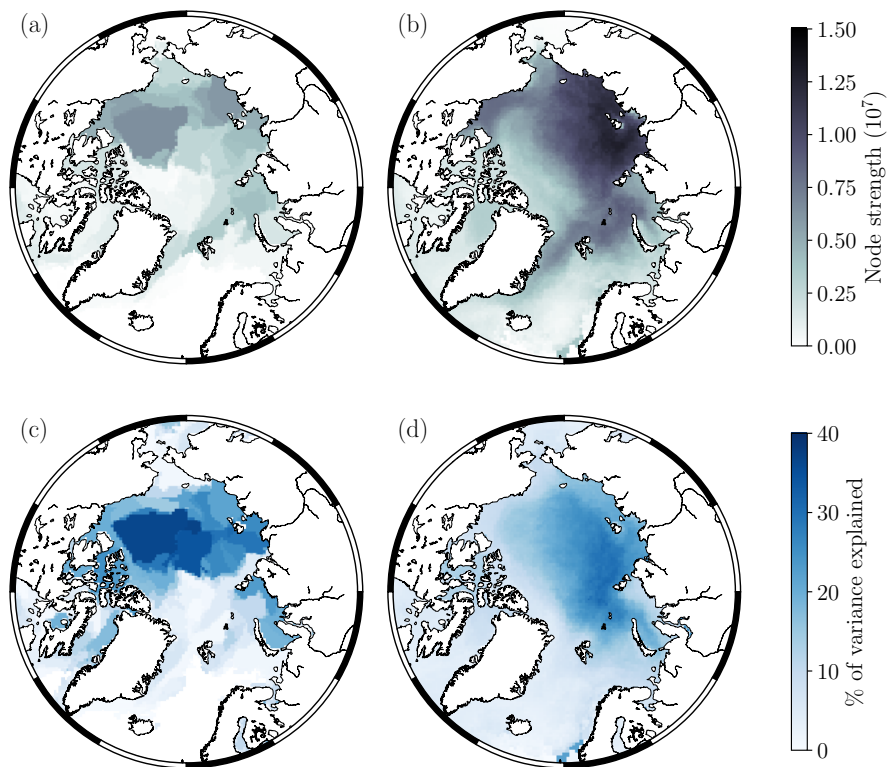 (a)
(b)
1.50
1.25
1.00
0.75
0.50
0.25
0.00
Node strength (10⁷)
(c)
(d)
40
30
20
10
0
% of variance explained